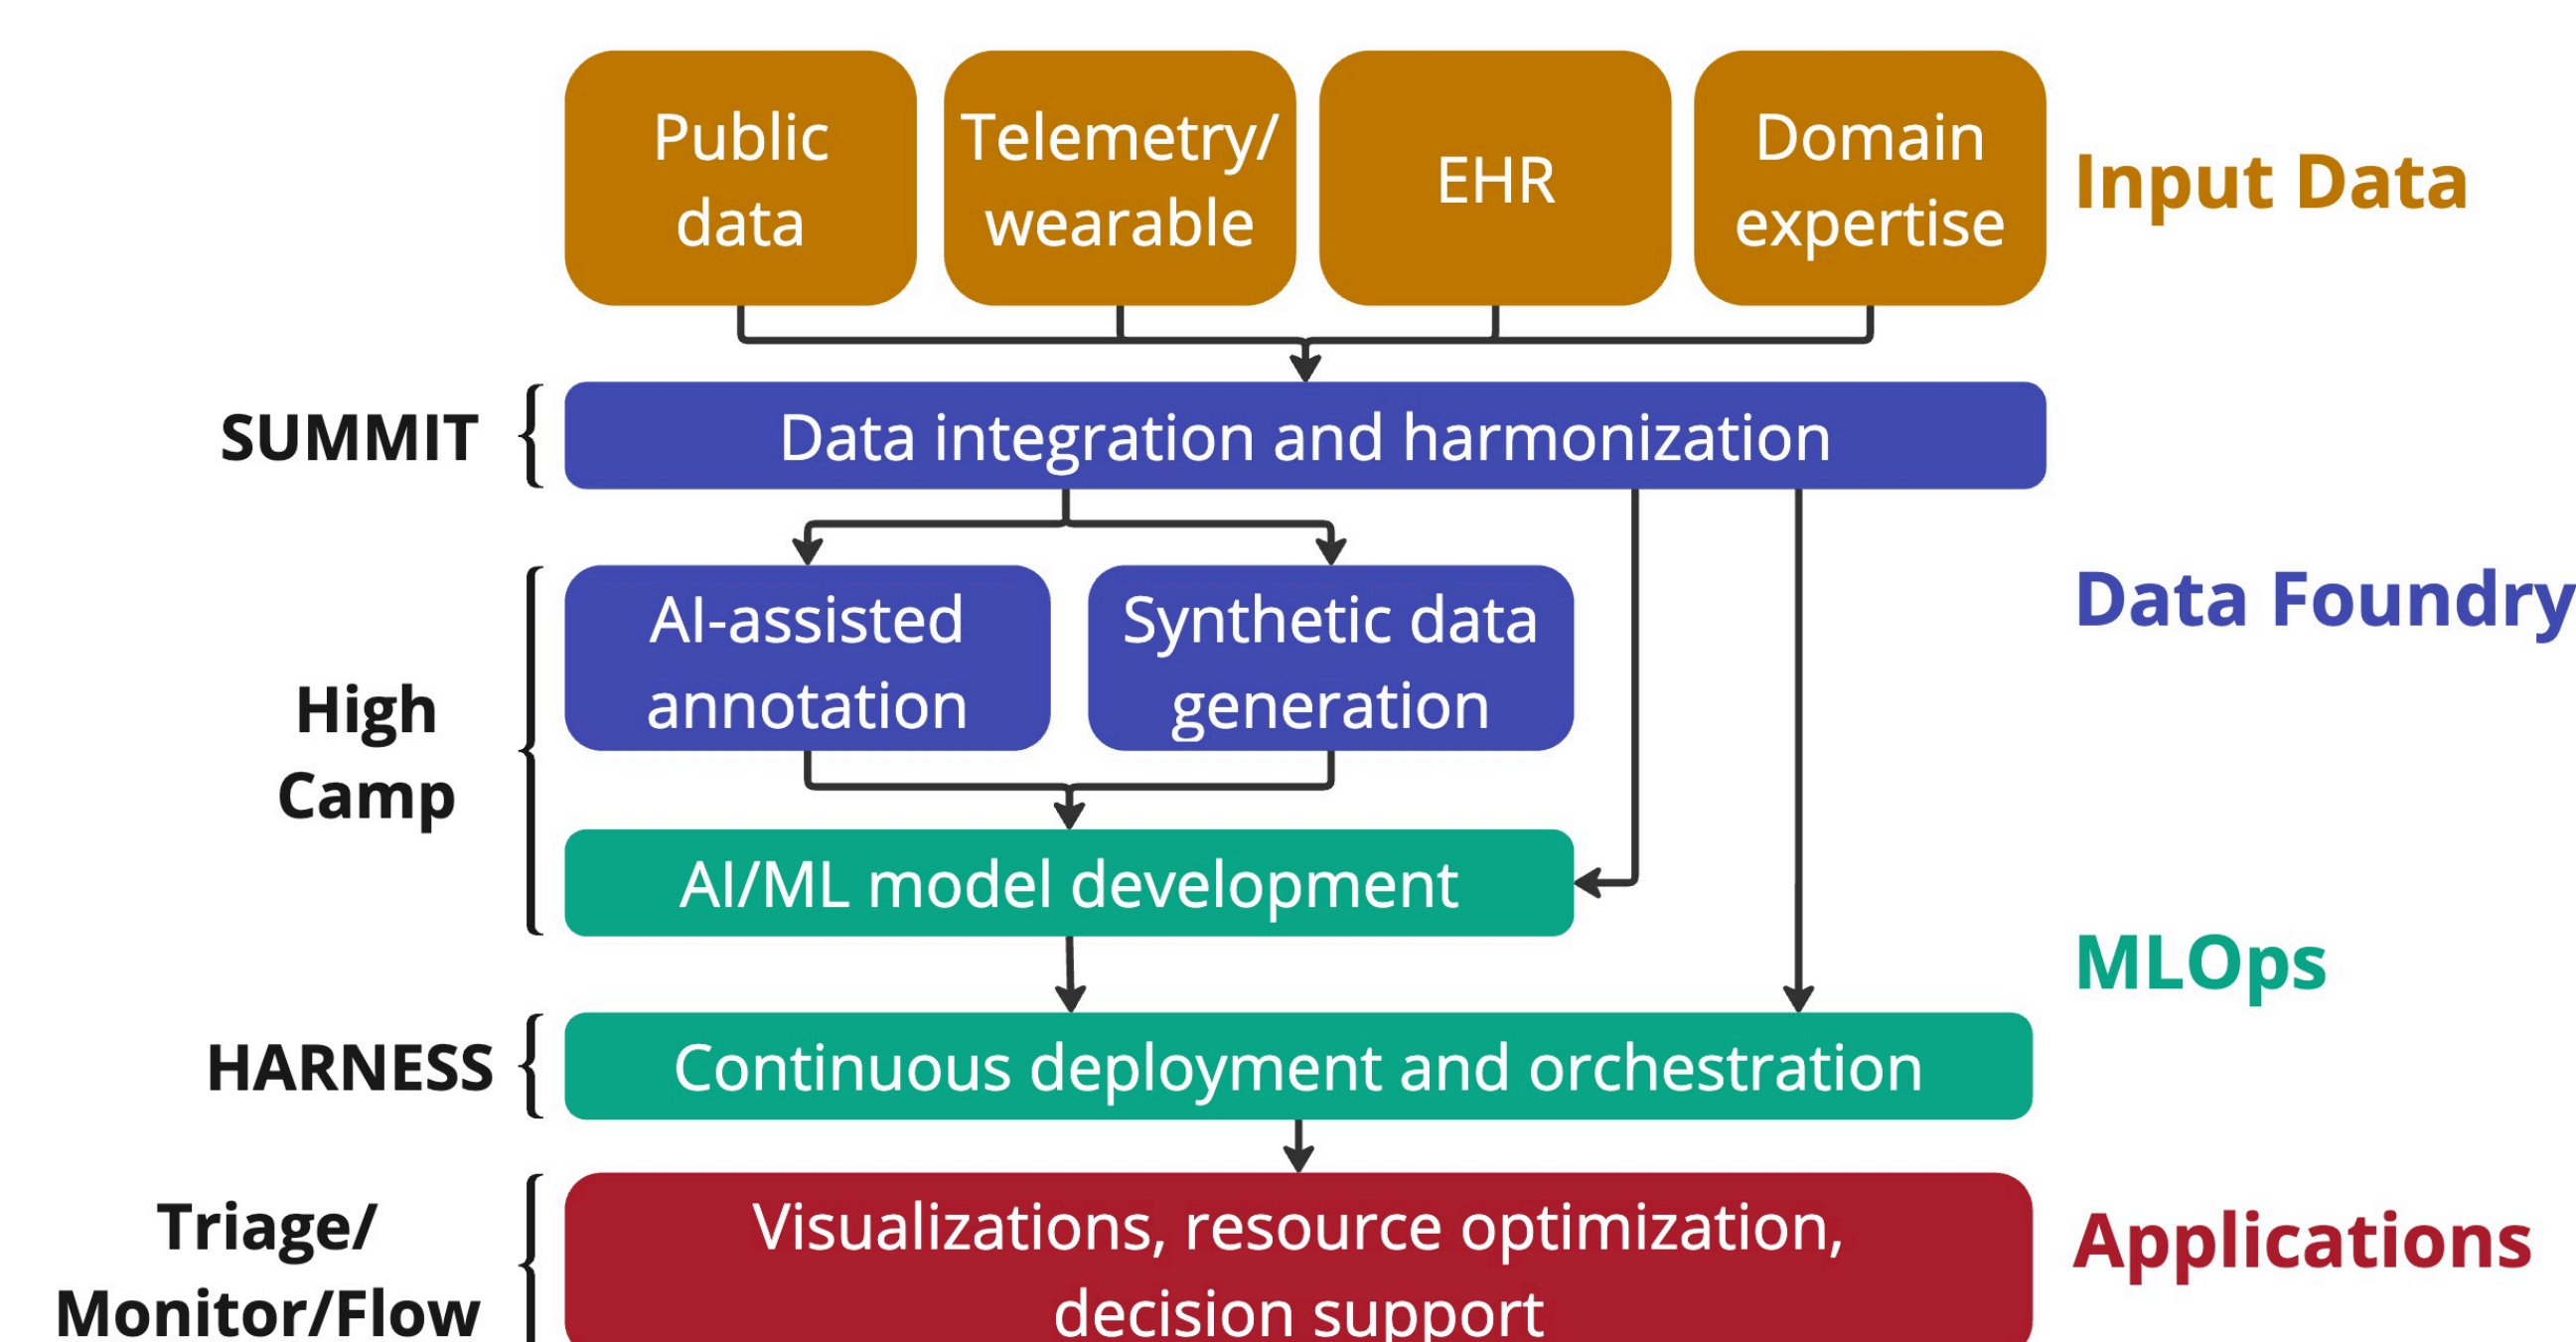 Public
data
Telemetry/
wearable
EHR
Domain
expertise
Input Data
SUMMIT
Data integration and harmonization
AI-assisted
annotation
Synthetic data
generation
Data Foundry
High
Camp
AI/ML model development
MLOps
HARNESS
Continuous deployment and orchestration
Triage/
Monitor/Flow
Visualizations, resource optimization,
decision support
Applications